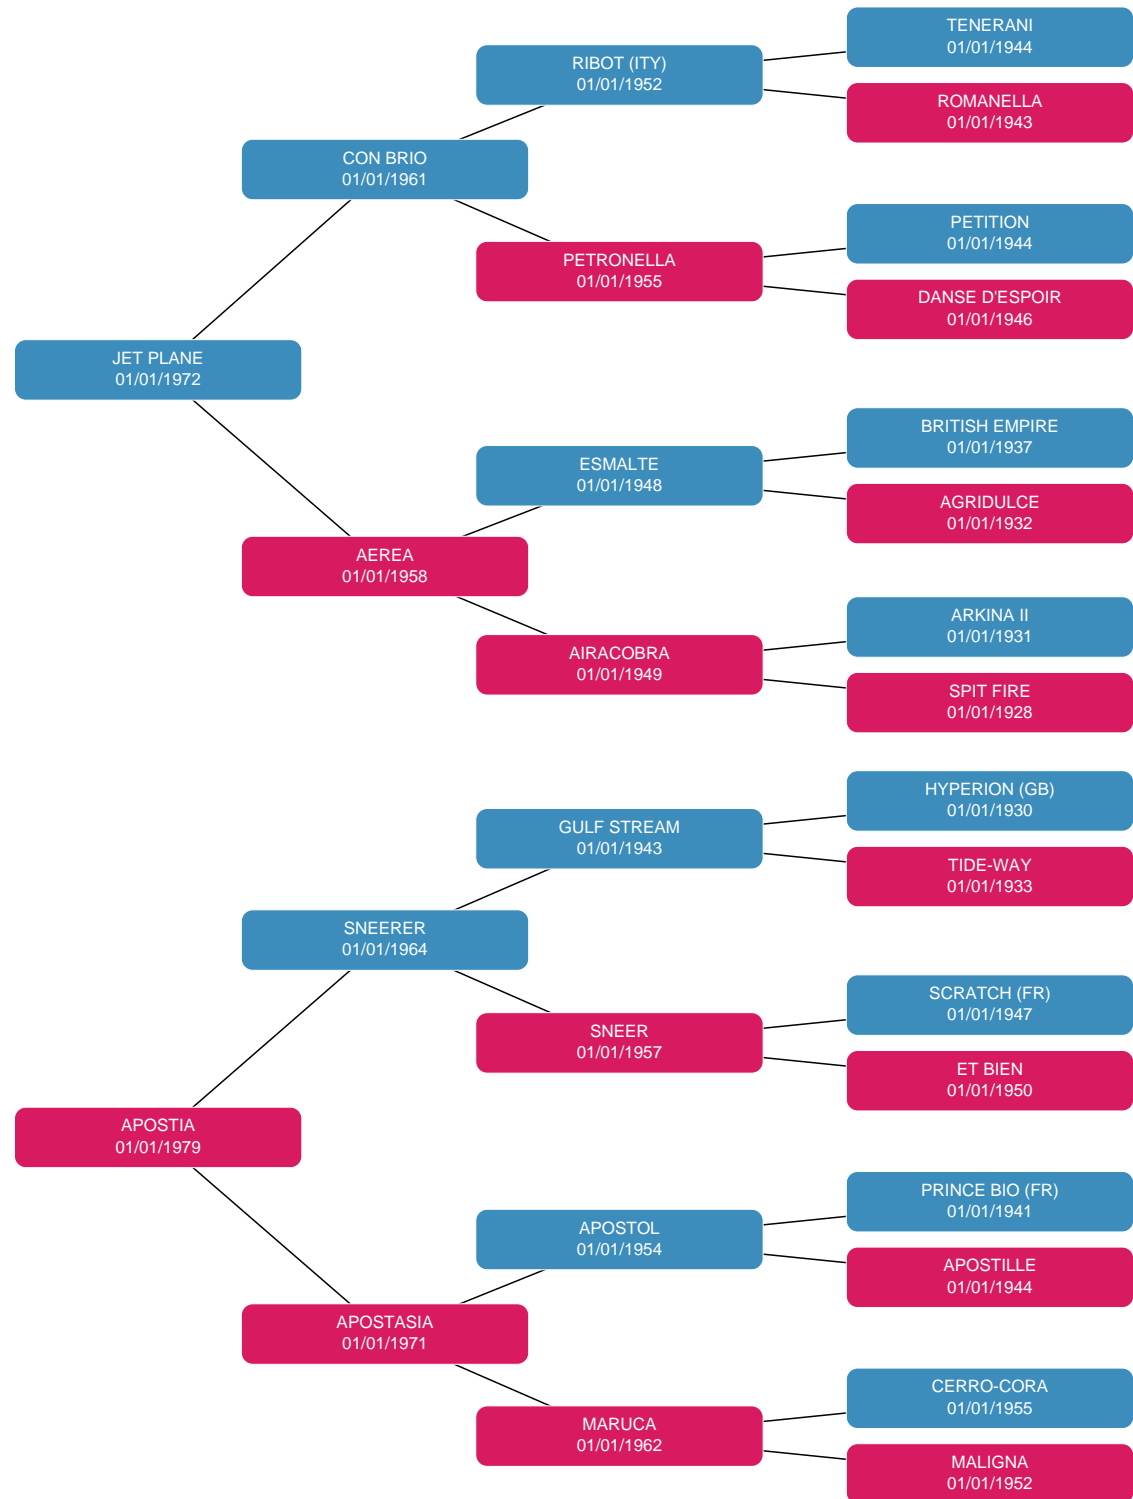 TENERANI
01/01/1944
RIBOT (ITY)
01/01/1952
ROMANELLA
01/01/1943
CON BRIO
01/01/1961
PETITION
01/01/1944
PETRONELLA
01/01/1955
DANSE D'ESPOIR
01/01/1946
JET PLANE
01/01/1972
BRITISH EMPIRE
01/01/1937
ESMALTE
01/01/1948
AGRIDULCE
01/01/1932
AEREA
01/01/1958
ARKINA II
01/01/1931
AIRACOBRA
01/01/1949
SPIT FIRE
01/01/1928
HYPERION (GB)
01/01/1930
GULF STREAM
01/01/1943
TIDE-WAY
01/01/1933
SNEERER
01/01/1964
SCRATCH (FR)
01/01/1947
SNEER
01/01/1957
ET BIEN
01/01/1950
APOSTIA
01/01/1979
PRINCE BIO (FR)
01/01/1941
APOSTOL
01/01/1954
APOSTILLE
01/01/1944
APOSTASIA
01/01/1971
CERRO-CORA
01/01/1955
MARUCA
01/01/1962
MALIGNA
01/01/1952